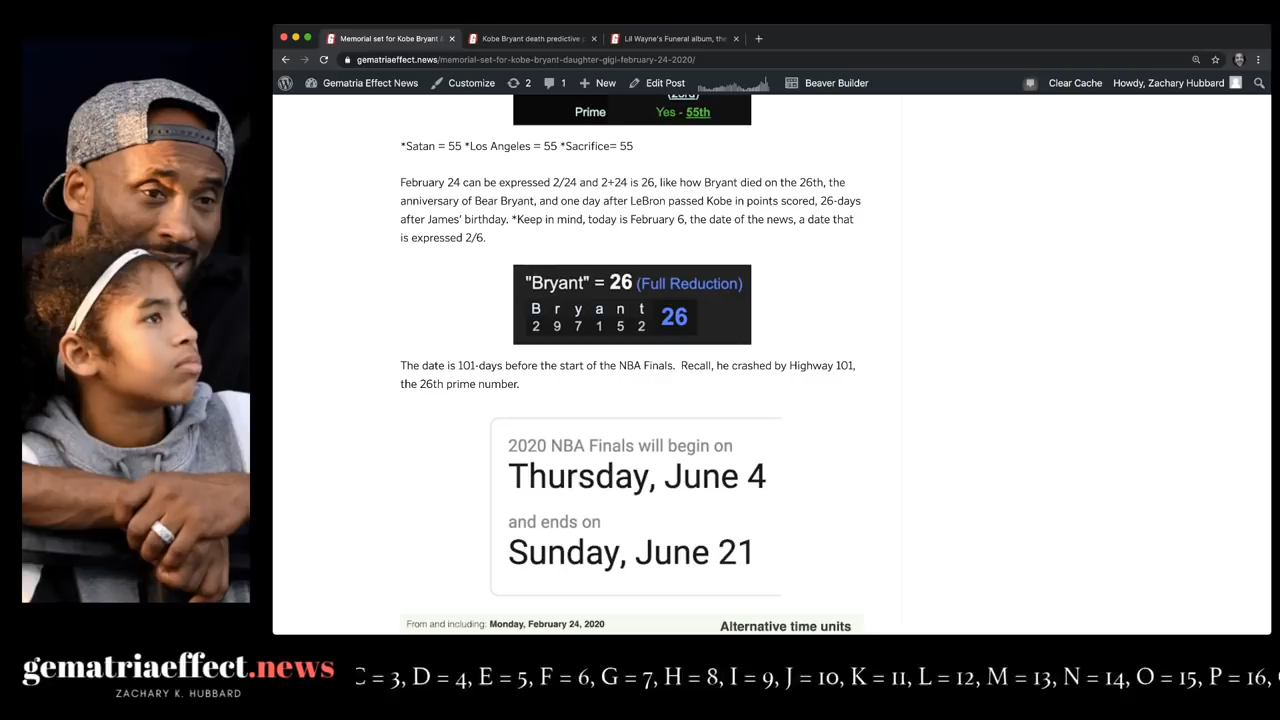 Memorial set for Kobe Bryant &
Kobe Bryant death predictive p
Lil Wayne's Funeral album, the
gematriaeffect.news/memorial-set-for-kobe-bryant-daughter-gigi-february-24-2020/
Gematria Effect News Customize 2 1 New Edit Post Beaver Builder Clear Cache Howdy, Zachary Hubbard
(23rd)
Prime Yes - 55th
*Satan = 55 *Los Angeles = 55 *Sacrifice= 55
February 24 can be expressed 2/24 and 2+24 is 26, like how Bryant died on the 26th, the
anniversary of Bear Bryant, and one day after LeBron passed Kobe in points scored, 26-days
after James' birthday. *Keep in mind, today is February 6, the date of the news, a date that
is expressed 2/6.
"Bryant" = 26 (Full Reduction)
B r y a n t 26
2 9 7 1 5 2
The date is 101-days before the start of the NBA Finals. Recall, he crashed by Highway 101,
the 26th prime number.
2020 NBA Finals will begin on
Thursday, June 4
and ends on
Sunday, June 21
From and including: Monday, February 24, 2020
Alternative time units
gematriaeffect.news
ZACHARY K. HUBBARD
C = 3, D = 4, E = 5, F = 6, G = 7, H = 8, I = 9, J = 10, K = 11, L = 12, M = 13, N = 14, O = 15, P = 16,